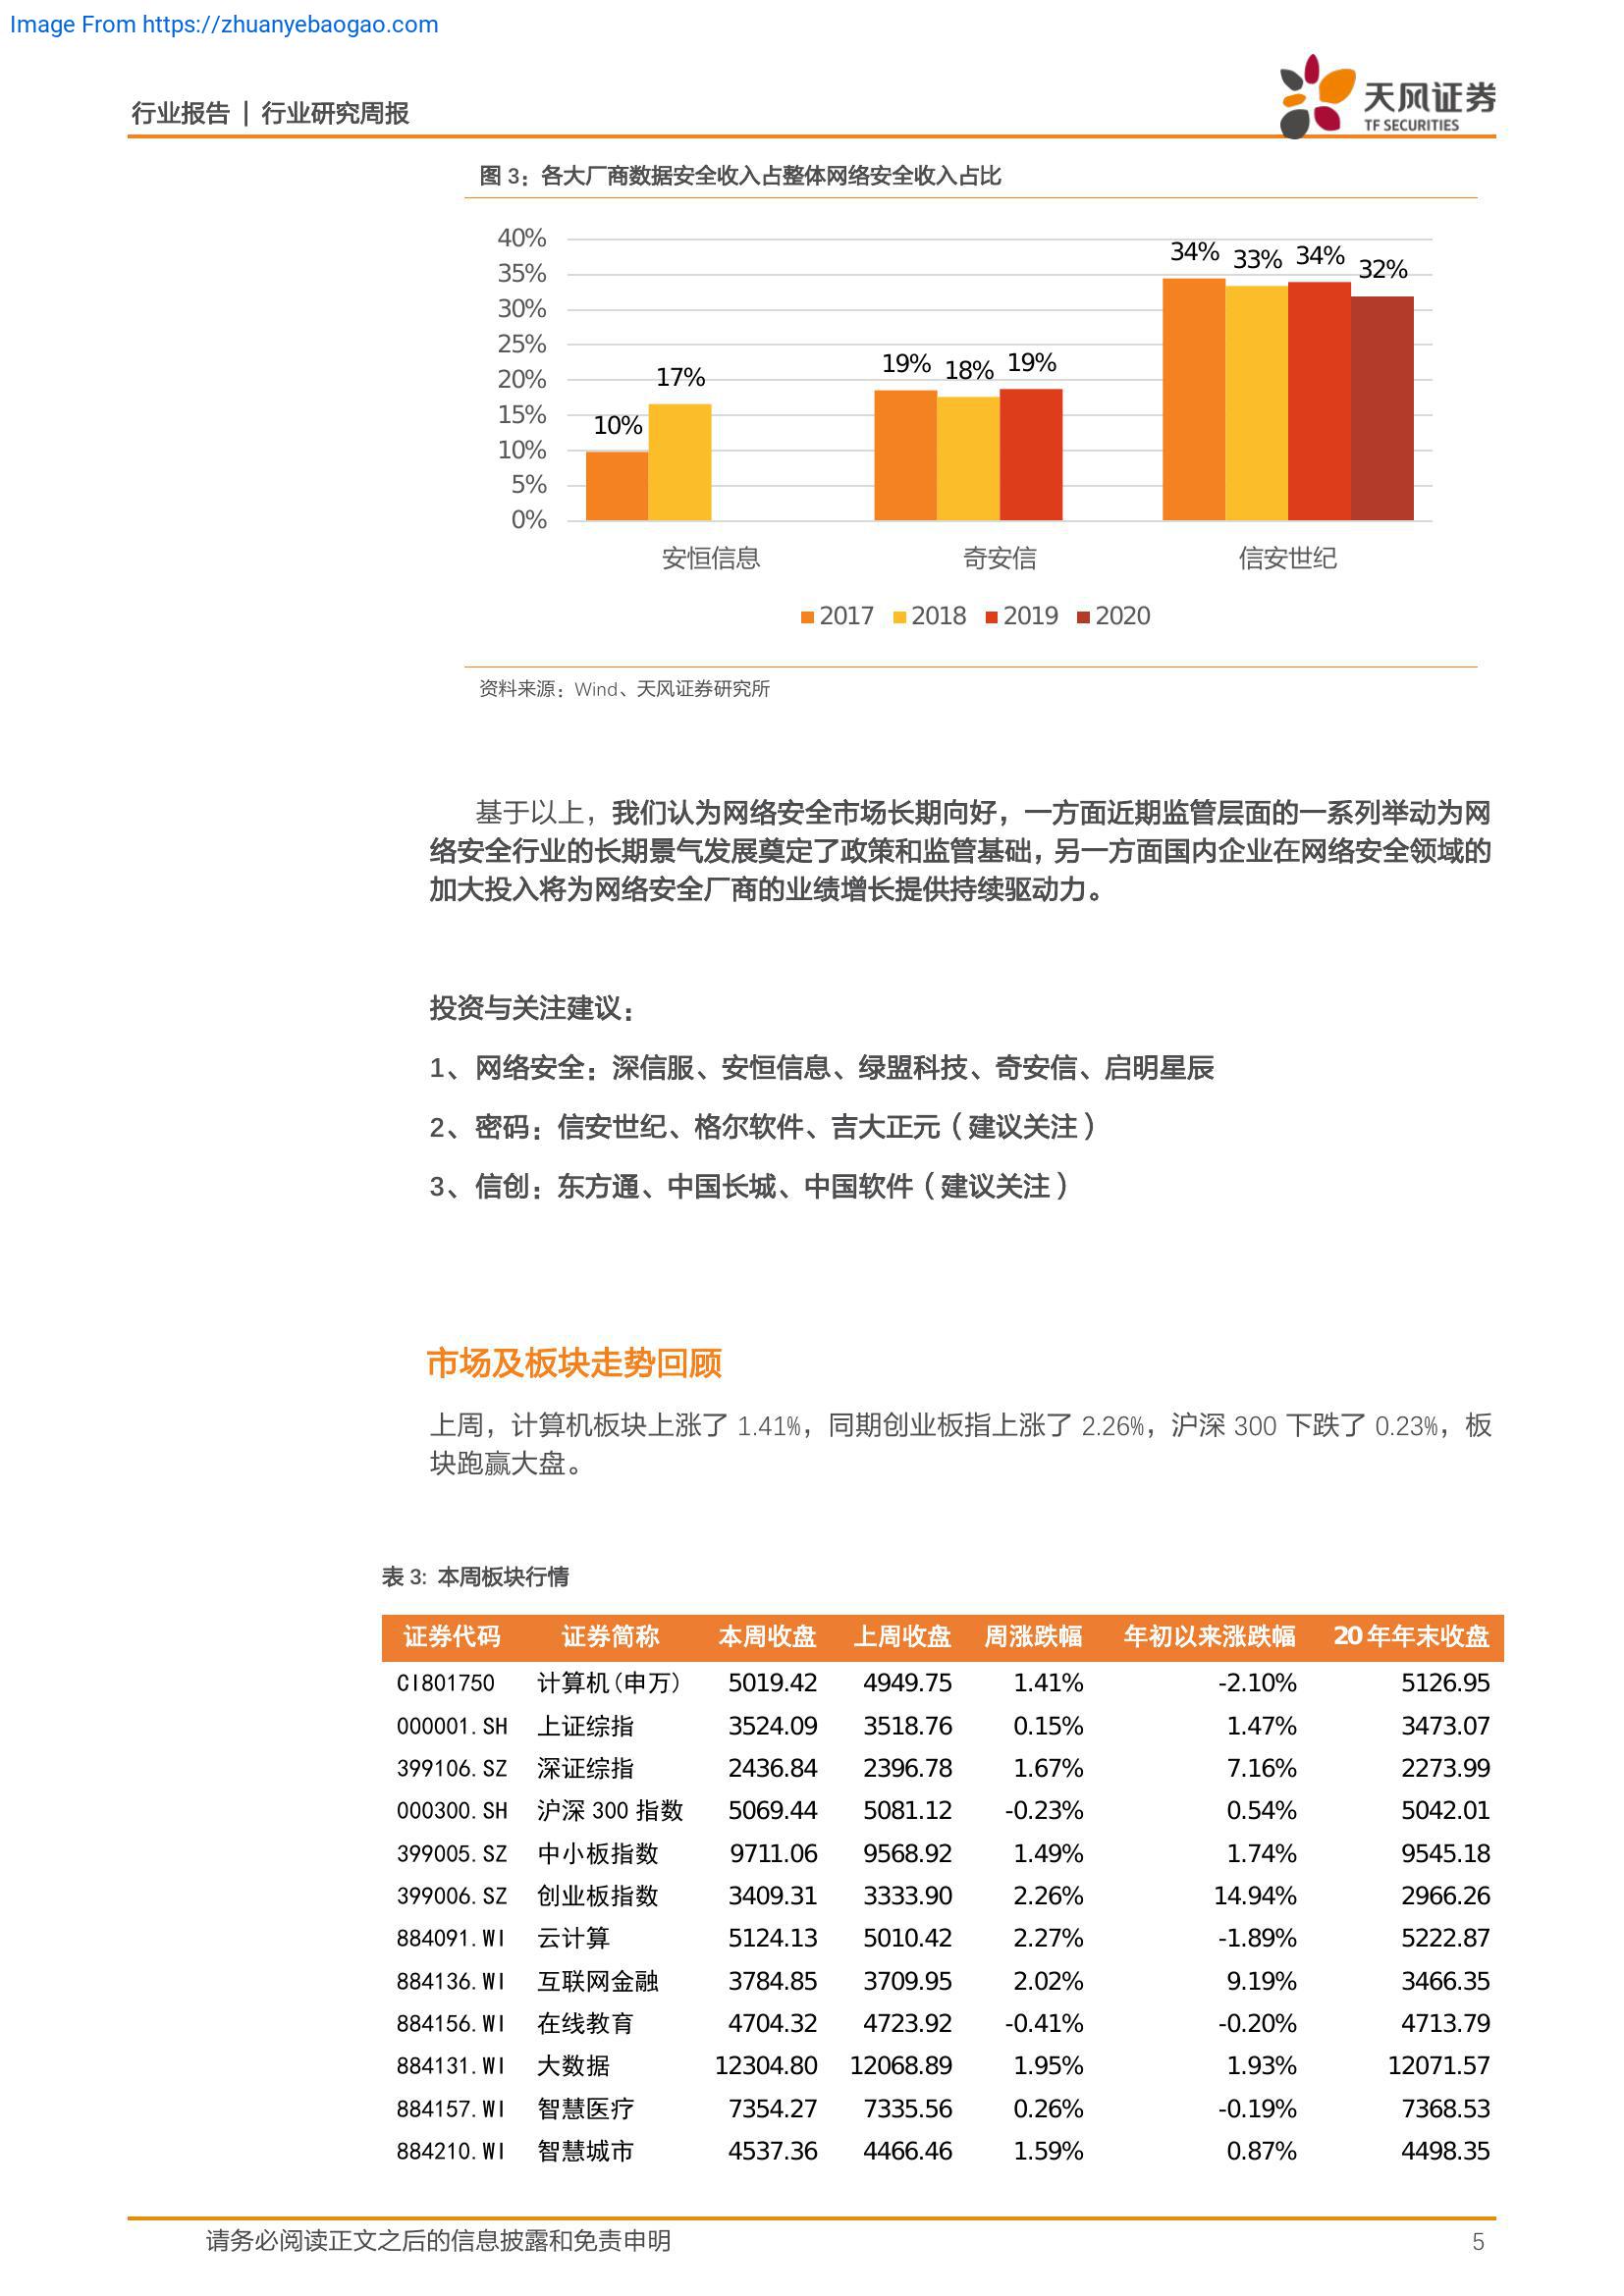 Image From https://zhuanyebaogao.com
行业报告 | 行业研究周报
天风证券
TF SECURITIES
图 3：各大厂商数据安全收入占整体网络安全收入占比
40%
35%
30%
25%
20%
15%
10%
5%
0%
10% 17%
19% 18% 19%
34% 33% 34% 32%
安恒信息 奇安信 信安世纪
2017 2018 2019 2020
资料来源：Wind、天风证券研究所
基于以上，我们认为网络安全市场长期向好，一方面近期监管层面的一系列举动为网
络安全行业的长期景气发展奠定了政策和监管基础，另一方面国内企业在网络安全领域的
加大投入将为网络安全厂商的业绩增长提供持续驱动力。
投资与关注建议：
1、网络安全：深信服、安恒信息、绿盟科技、奇安信、启明星辰
2、密码：信安世纪、格尔软件、吉大正元（建议关注）
3、信创：东方通、中国长城、中国软件（建议关注）
市场及板块走势回顾
上周，计算机板块上涨了 1.41%，同期创业板指上涨了 2.26%，沪深 300 下跌了 0.23%，板
块跑赢大盘。
表 3: 本周板块行情
证券代码 证券简称 本周收盘 上周收盘 周涨跌幅 年初以来涨跌幅 20 年年末收盘
CI801750 计算机(申万) 5019.42 4949.75 1.41% -2.10% 5126.95
000001.SH 上证综指 3524.09 3518.76 0.15% 1.47% 3473.07
399106.SZ 深证综指 2436.84 2396.78 1.67% 7.16% 2273.99
000300.SH 沪深 300 指数 5069.44 5081.12 -0.23% 0.54% 5042.01
399005.SZ 中小板指数 9711.06 9568.92 1.49% 1.74% 9545.18
399006.SZ 创业板指数 3409.31 3333.90 2.26% 14.94% 2966.26
884091.WI 云计算 5124.13 5010.42 2.27% -1.89% 5222.87
884136.WI 互联网金融 3784.85 3709.95 2.02% 9.19% 3466.35
884156.WI 在线教育 4704.32 4723.92 -0.41% -0.20% 4713.79
884131.WI 大数据 12304.80 12068.89 1.95% 1.93% 12071.57
884157.WI 智慧医疗 7354.27 7335.56 0.26% -0.19% 7368.53
884210.WI 智慧城市 4537.36 4466.46 1.59% 0.87% 4498.35
请务必阅读正文之后的信息披露和免责申明 5